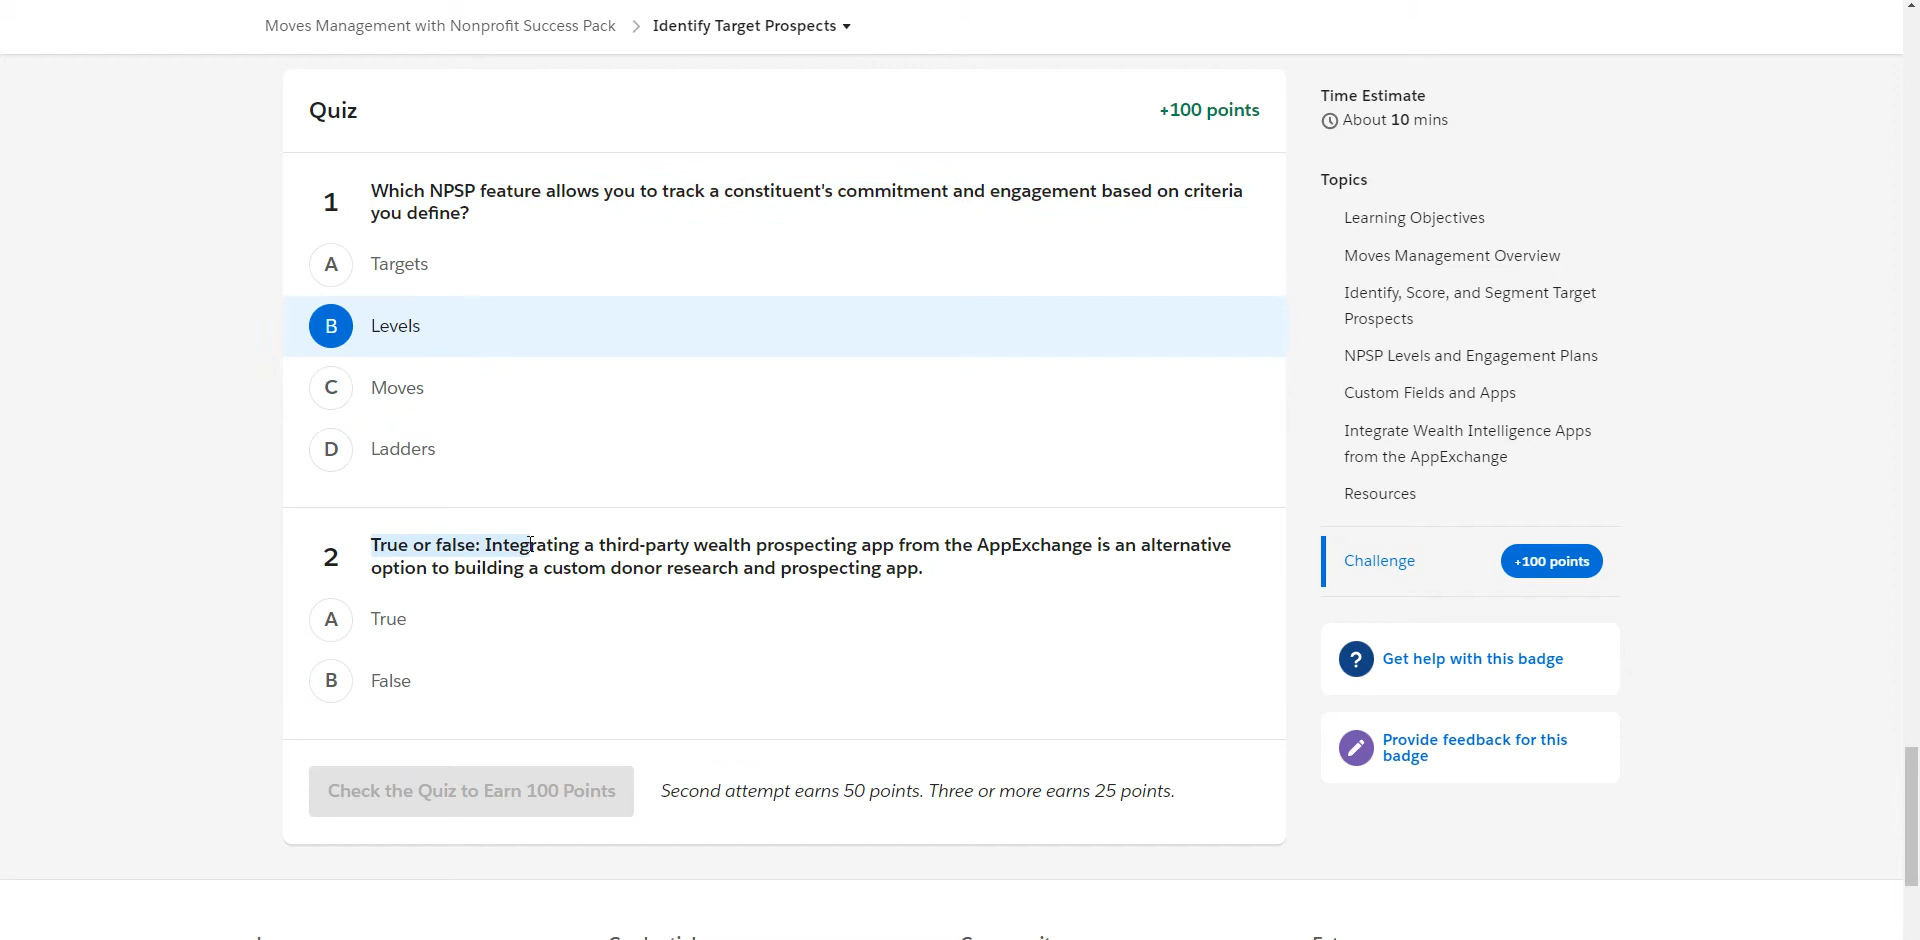 Moves Management with Nonprofit Success Pack
Identify Target Prospects
Quiz
+100 points
1
Which NPSP feature allows you to track a constituent's commitment and engagement based on criteria
you define?
A
Targets
B
Levels
C
Moves
D
Ladders
2
True or false: Integrating a third-party wealth prospecting app from the AppExchange is an alternative
option to building a custom donor research and prospecting app.
A
True
B
False
Check the Quiz to Earn 100 Points
Second attempt earns 50 points. Three or more earns 25 points.
Time Estimate
About 10 mins
Topics
Learning Objectives
Moves Management Overview
Identify, Score, and Segment Target
Prospects
NPSP Levels and Engagement Plans
Custom Fields and Apps
Integrate Wealth Intelligence Apps
from the AppExchange
Resources
Challenge
+100 points
?
Get help with this badge
Provide feedback for this
badge